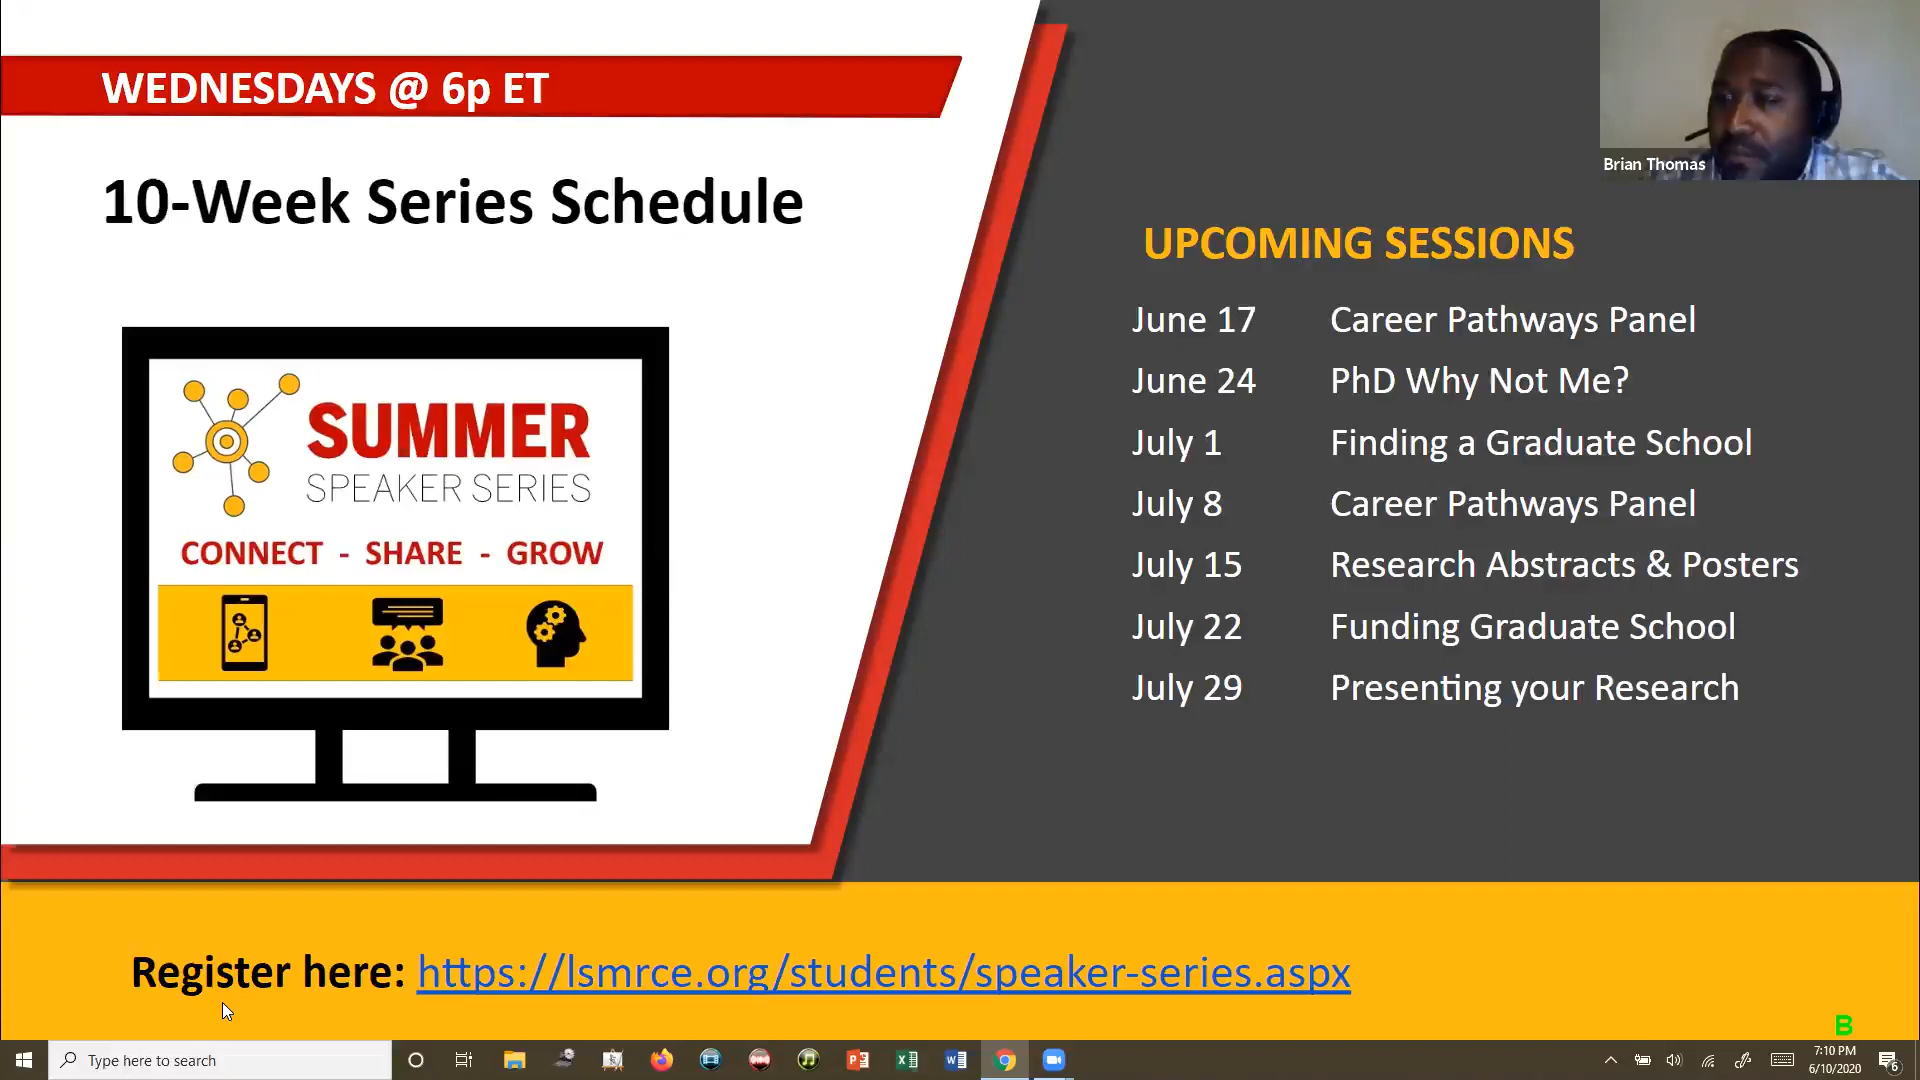 WEDNESDAYS @ 6p ET
10-Week Series Schedule
SUMMER
SPEAKER SERIES
CONNECT - SHARE - GROW
Brian Thomas
UPCOMING SESSIONS
June 17 Career Pathways Panel
June 24 PhD Why Not Me?
July 1 Finding a Graduate School
July 8 Career Pathways Panel
July 15 Research Abstracts & Posters
July 22 Funding Graduate School
July 29 Presenting your Research
Register here: https://lsmrce.org/students/speaker-series.aspx
B
Type here to search
7:10 PM
6/10/2020
6